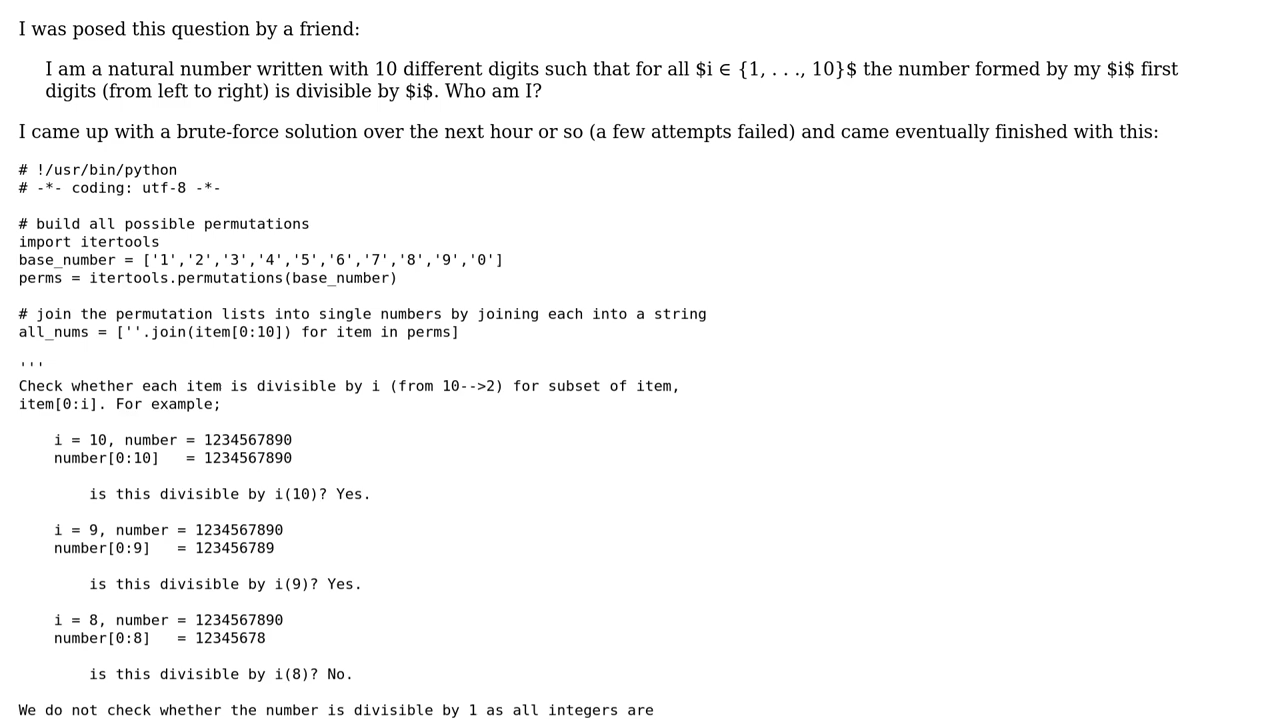 I was posed this question by a friend:
I am a natural number written with 10 different digits such that for all $i ∈ {1, . . ., 10}$ the number formed by my $i$ first
digits (from left to right) is divisible by $i$. Who am I?
I came up with a brute-force solution over the next hour or so (a few attempts failed) and came eventually finished with this:
# !/usr/bin/python
# -*- coding: utf-8 -*-
# build all possible permutations
import itertools
base_number = ['1','2','3','4','5','6','7','8','9','0']
perms = itertools.permutations(base_number)
# join the permutation lists into single numbers by joining each into a string
all_nums = [''.join(item[0:10]) for item in perms]
'''
Check whether each item is divisible by i (from 10-->2) for subset of item,
item[0:i]. For example;
i = 10, number = 1234567890
number[0:10]   = 1234567890
is this divisible by i(10)? Yes.
i = 9, number = 1234567890
number[0:9]   = 123456789
is this divisible by i(9)? Yes.
i = 8, number = 1234567890
number[0:8]   = 12345678
is this divisible by i(8)? No.
We do not check whether the number is divisible by 1 as all integers are